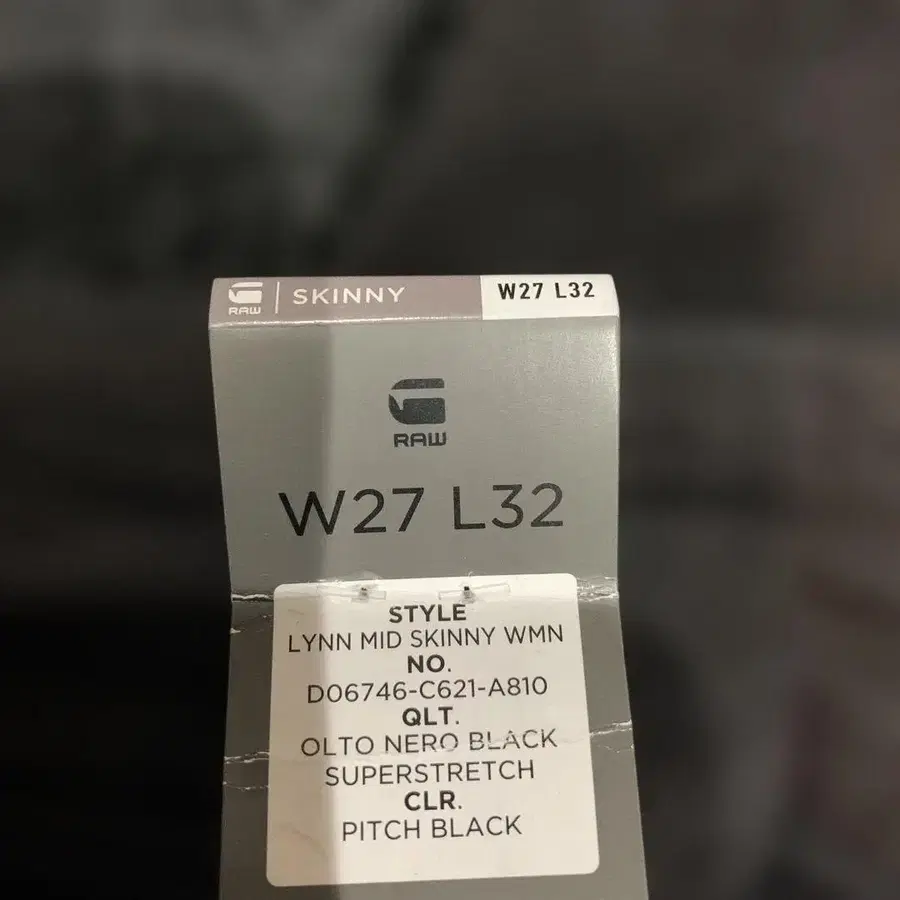 RAW | SKINNY W27 L32
RAW
W27 L32
STYLE
LYNN MID SKINNY WMN
NO.
D06746-C621-A810
QLT.
OLTO NERO BLACK
SUPERSTRETCH
CLR.
PITCH BLACK